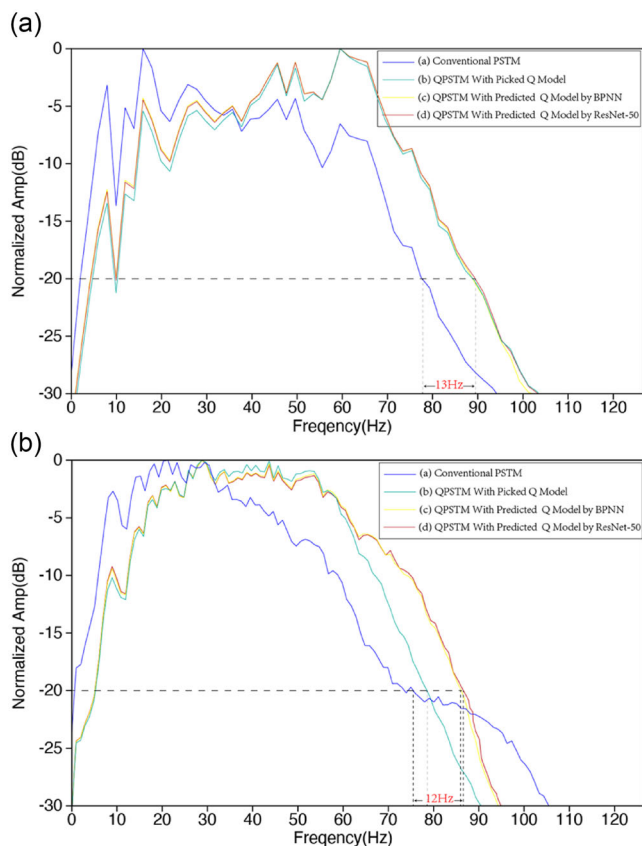 (a)
Normalized Amp(dB)
0
-5
-10
-15
-20
-25
-30
(a) Conventional PSTM
(b) QPSTM With Picked Q Model
(c) QPSTM With Predicted Q Model by BPNN
(d) QPSTM With Predicted Q Model by ResNet-50
13Hz
0 10 20 30 40 50 60 70 80 90 100 110 120
Freqency(Hz)
(b)
Normalized Amp(dB)
0
-5
-10
-15
-20
-25
-30
(a) Conventional PSTM
(b) QPSTM With Picked Q Model
(c) QPSTM With Predicted Q Model by BPNN
(d) QPSTM With Predicted Q Model by ResNet-50
12Hz
0 10 20 30 40 50 60 70 80 90 100 110 120
Freqency(Hz)